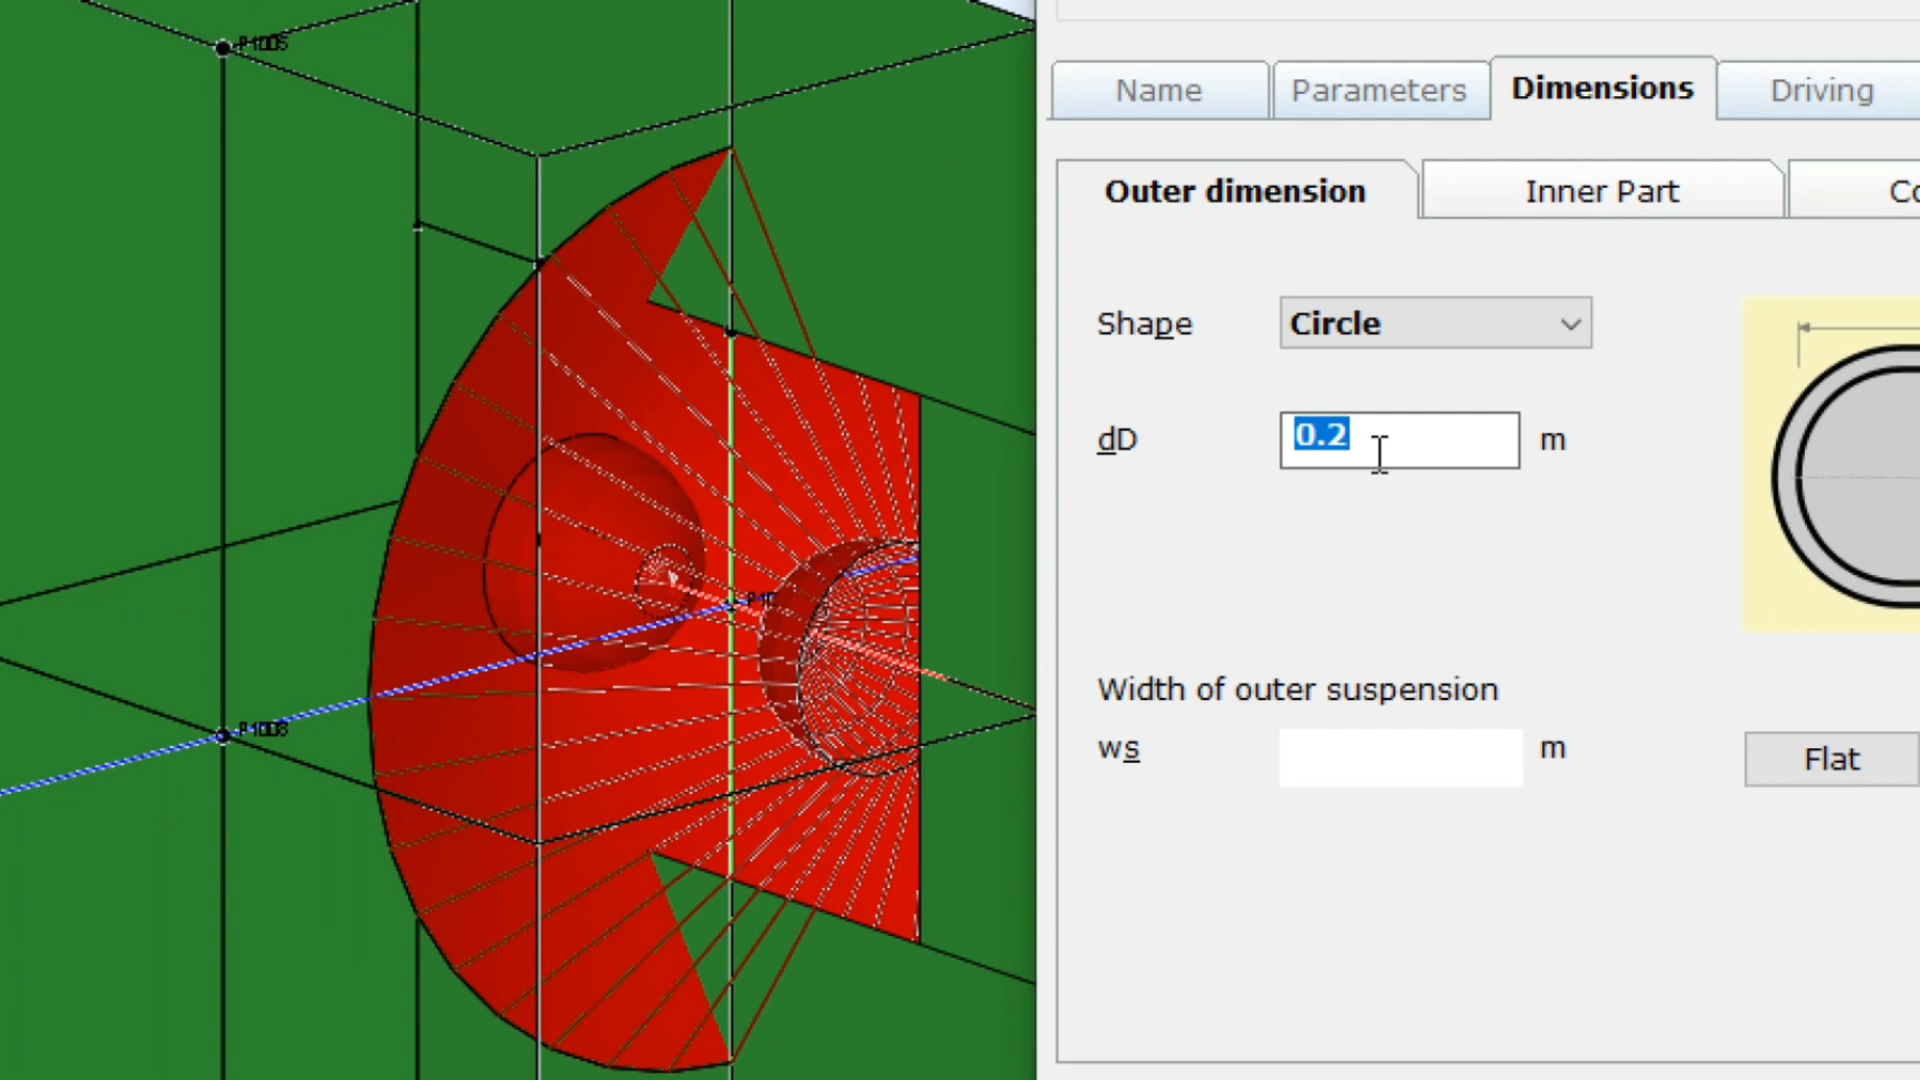 P1005
Name
Parameters
Dimensions
Driving
Outer dimension
Inner Part
Shape
Circle
dD
0.2
m
Width of outer suspension
ws
m
Flat